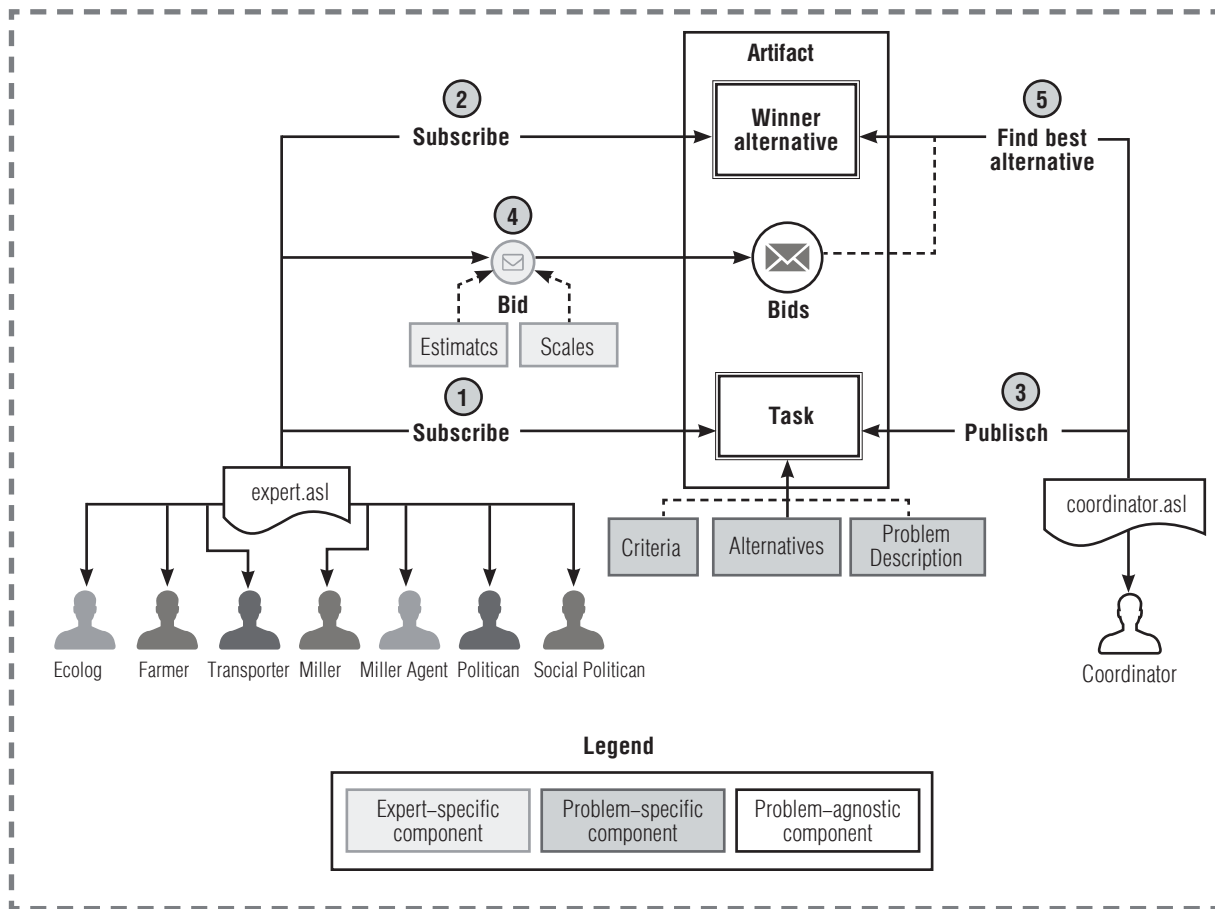 Artifact
2
Subscribe
Winner
alternative
5
Find best
alternative
4
Bid
Bids
Estimatcs
Scales
1
Subscribe
Task
3
Publisch
expert.asl
coordinator.asl
Criteria
Alternatives
Problem
Description
Ecolog
Farmer
Transporter
Miller
Miller Agent
Politican
Social Politican
Coordinator
Legend
Expert–specific
component
Problem–specific
component
Problem–agnostic
component